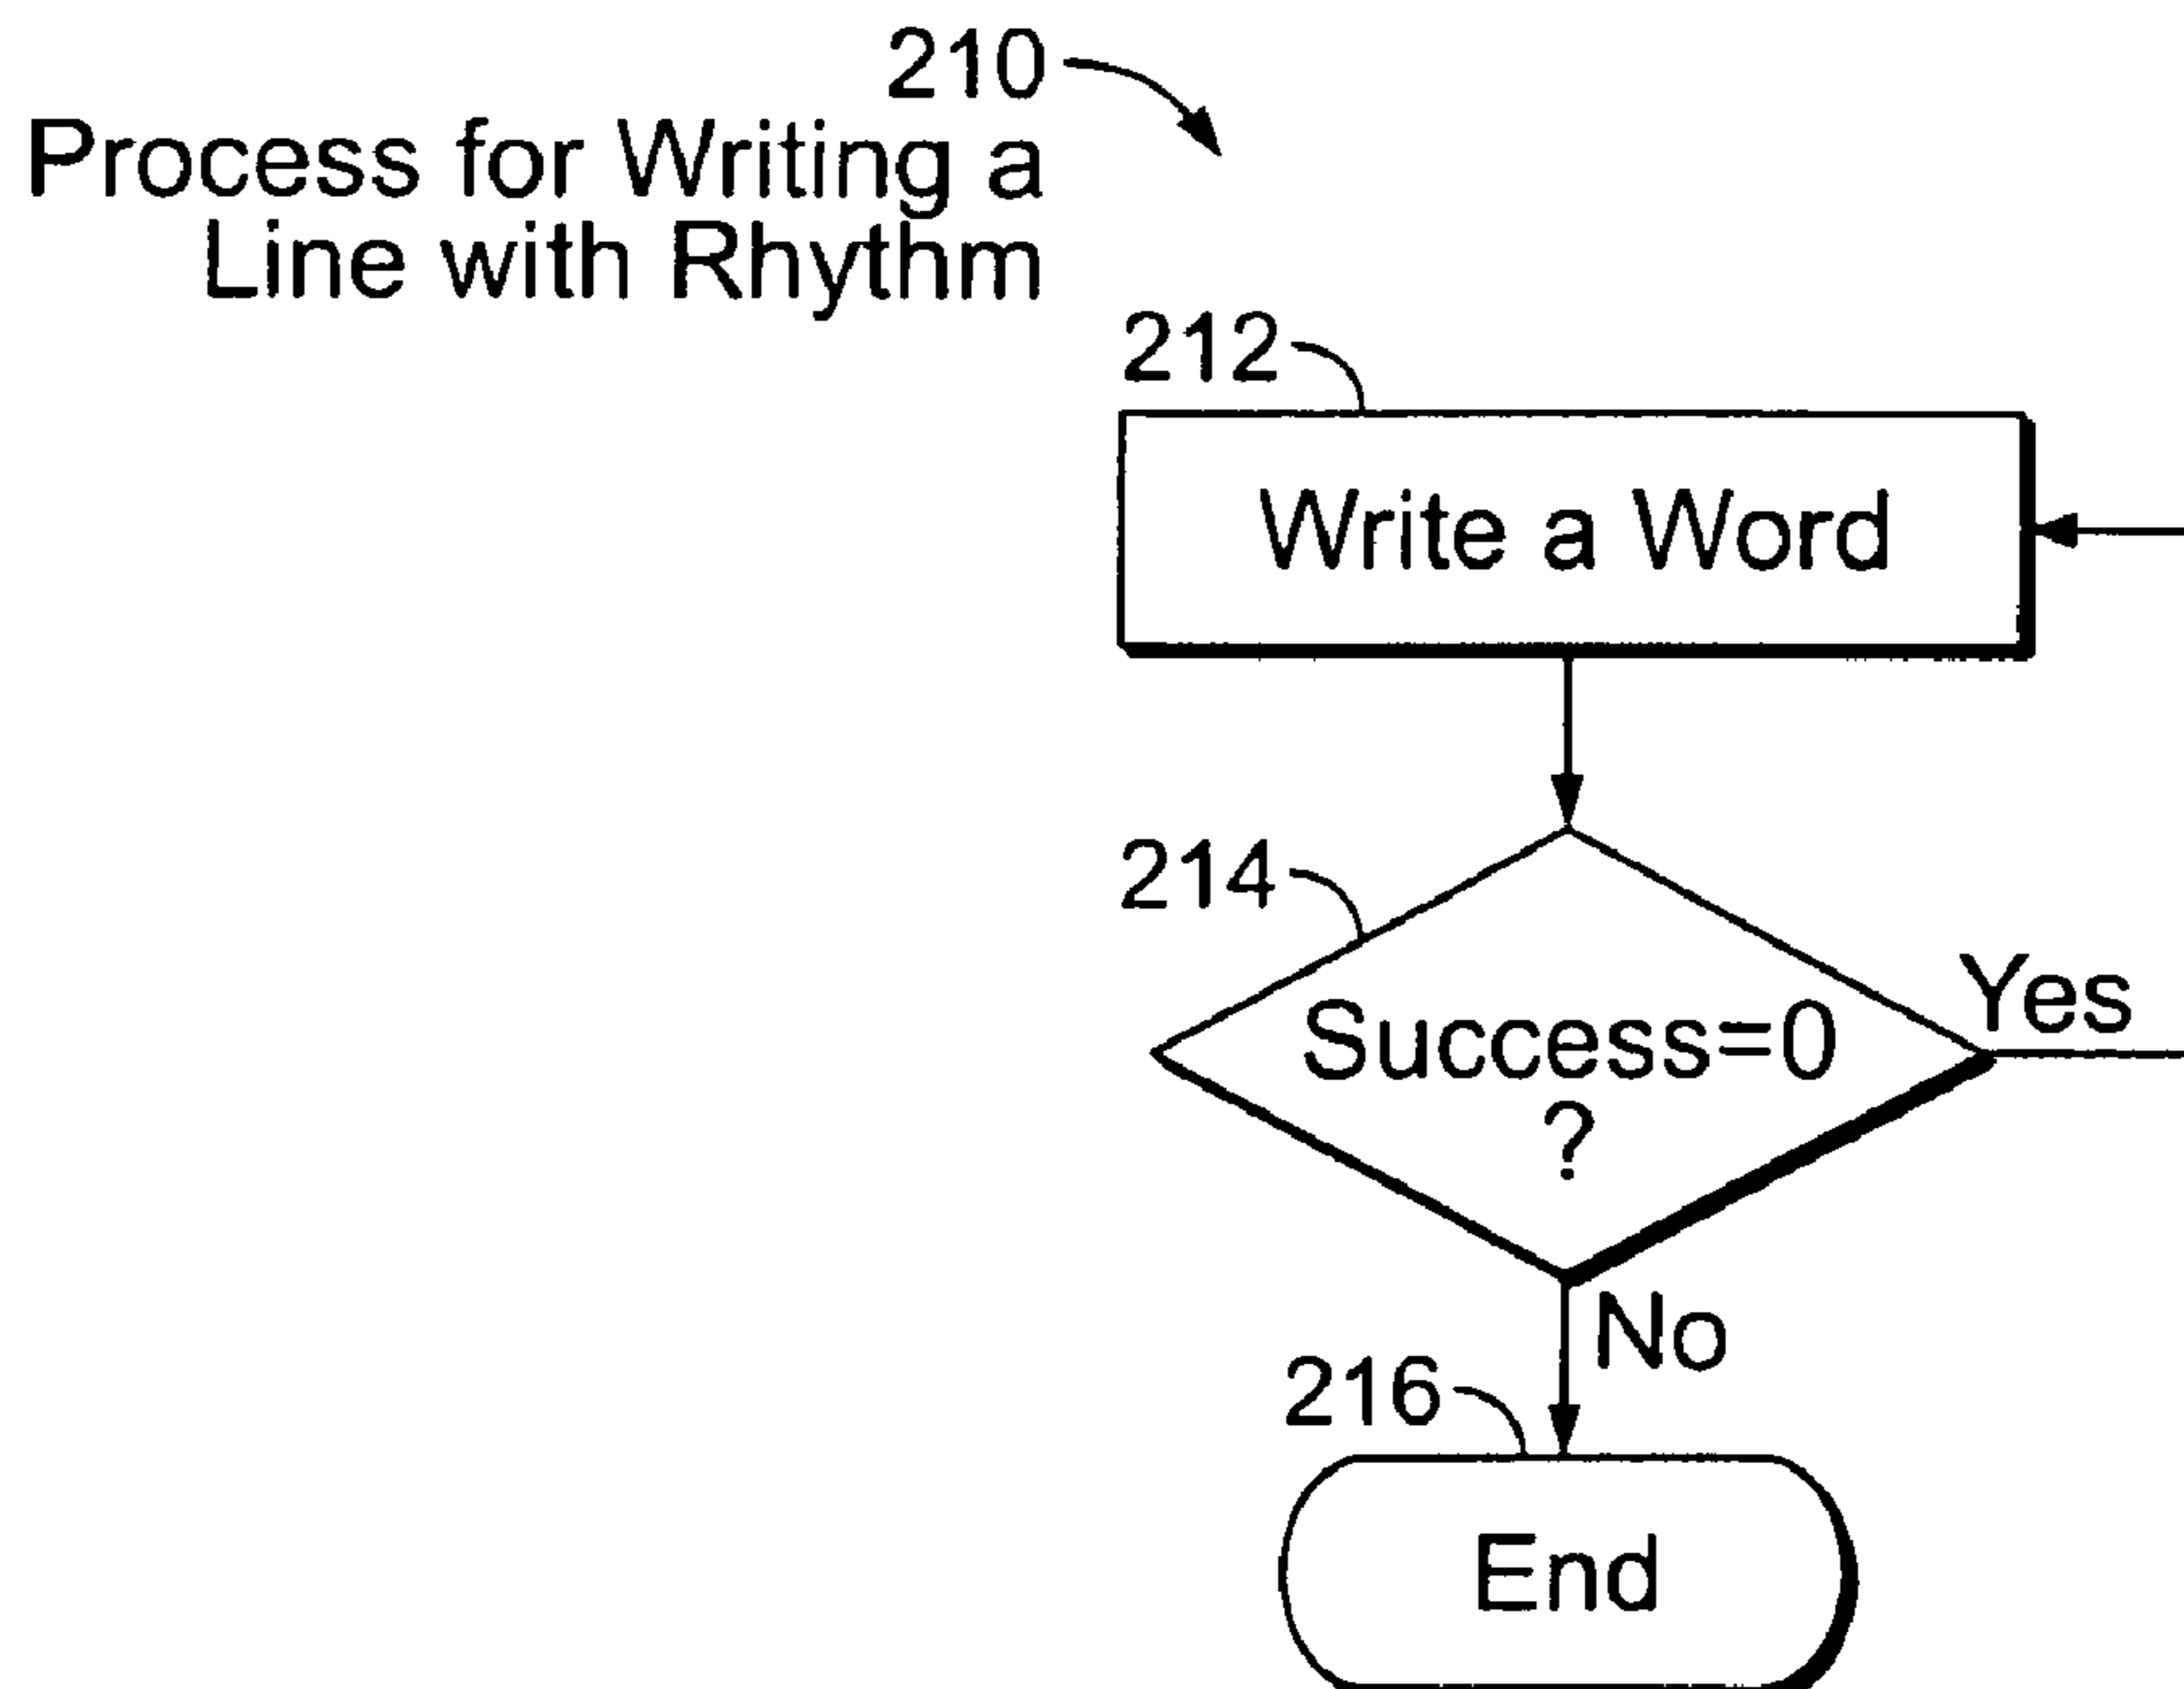 210
Process for Writing a
Line with Rhythm
212
Write a Word
214
Success=0
?
Yes
No
216
End